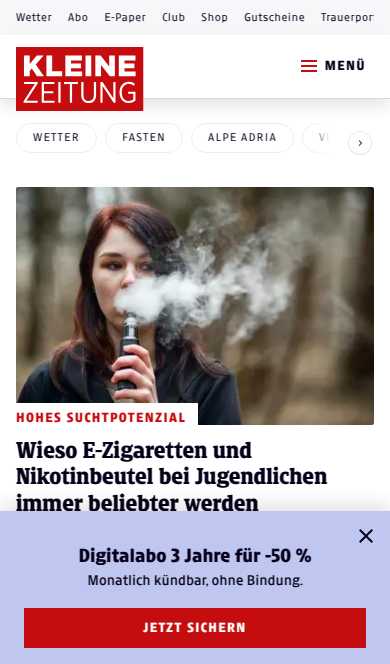 Wetter Abo E-Paper Club Shop Gutscheine Trauerpor
KLEINE
ZEITUNG
MENÜ
WETTER FASTEN ALPE ADRIA
HOHES SUCHTPOTENZIAL
Wieso E-Zigaretten und
Nikotinbeutel bei Jugendlichen
immer beliebter werden
Digitalabo 3 Jahre für -50 %
Monatlich kündbar, ohne Bindung.
JETZT SICHERN